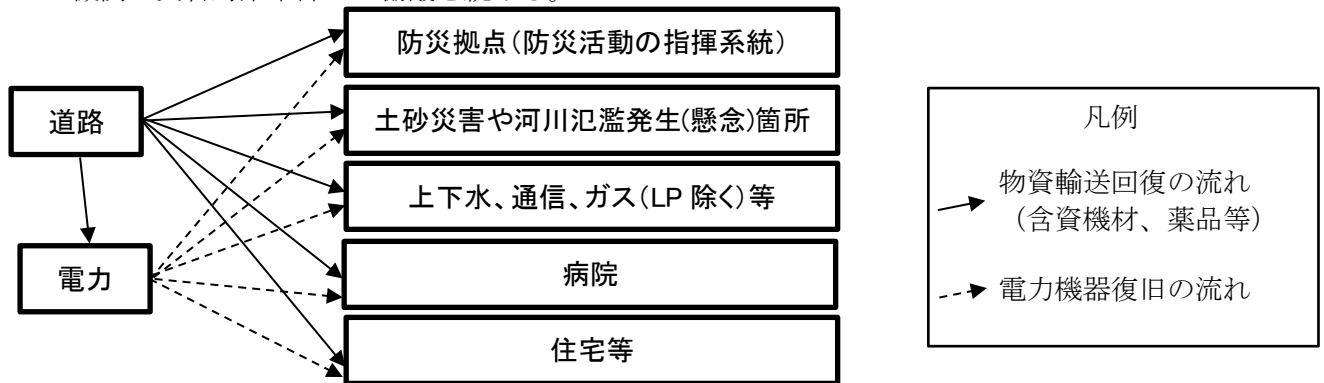 防災拠点(防災活動の指揮系統)
道路
土砂災害や河川氾濫発生(懸念)箇所
上下水、通信、ガス(LP 除く)等
電力
病院
住宅等
凡例
物資輸送回復の流れ
(含資機材、薬品等)
電力機器復旧の流れ